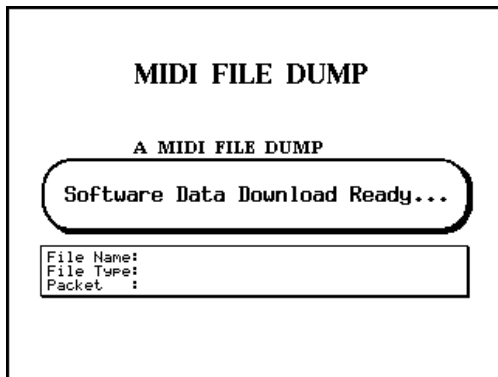 MIDI FILE DUMP
A MIDI FILE DUMP
Software Data Download Ready...
File Name:
File Type:
Packet :